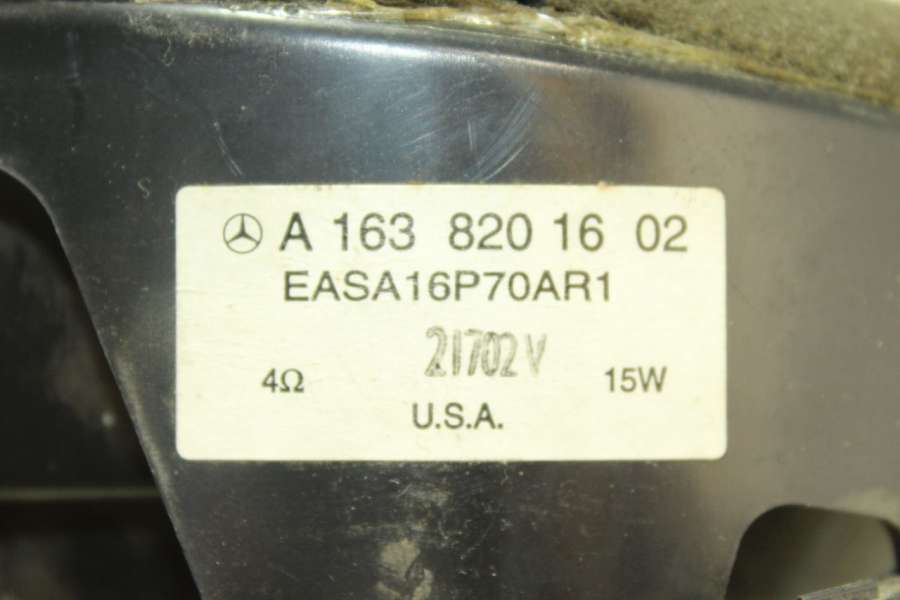 A 163 820 16 02
EASA16P70AR1
21702V
4Ω 15W
U.S.A.